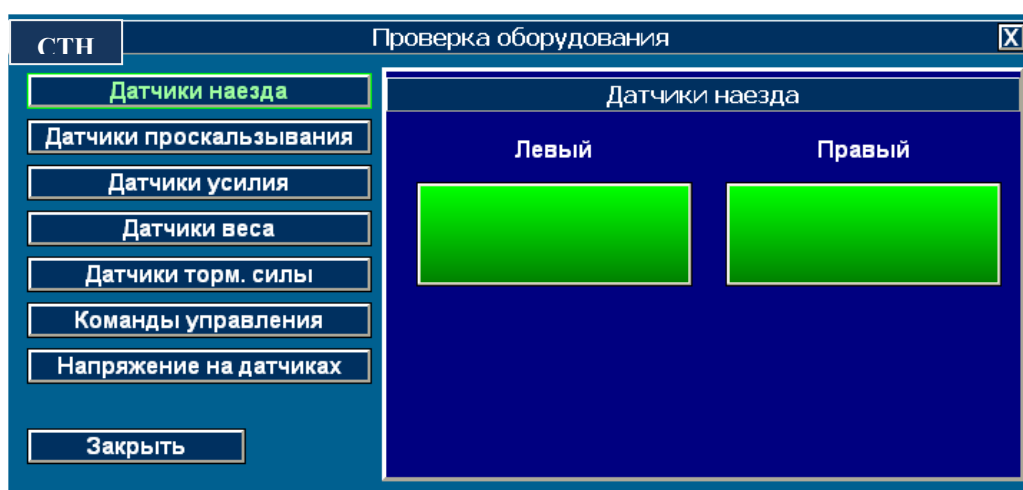 СТН
Проверка оборудования
X
Датчики наезда
Датчики проскальзывания
Датчики усилия
Датчики веса
Датчики торм. силы
Команды управления
Напряжение на датчиках
Закрыть
Датчики наезда
Левый
Правый